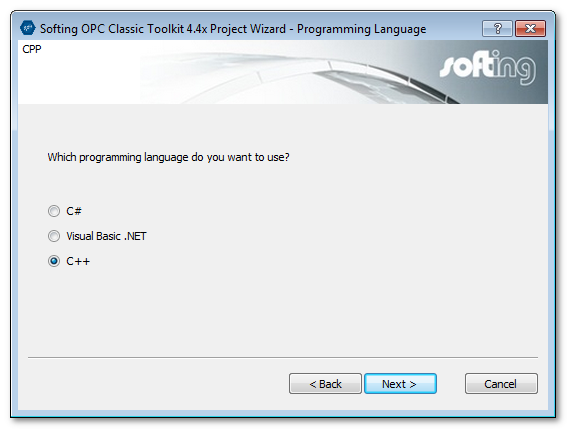 Softing OPC Classic Toolkit 4.4x Project Wizard - Programming Language
CPP
softing
Which programming language do you want to use?
C#
Visual Basic .NET
C++
< Back
Next >
Cancel